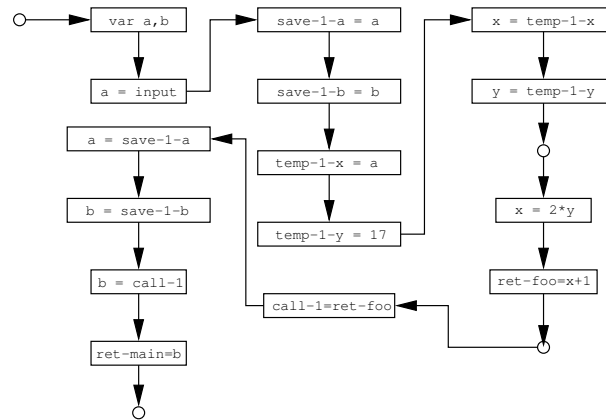 var a,b
a = input
save-1-a = a
save-1-b = b
temp-1-x = a
temp-1-y = 17
x = temp-1-x
y = temp-1-y
x = 2*y
ret-foo=x+1
call-1=ret-foo
a = save-1-a
b = save-1-b
b = call-1
ret-main=b